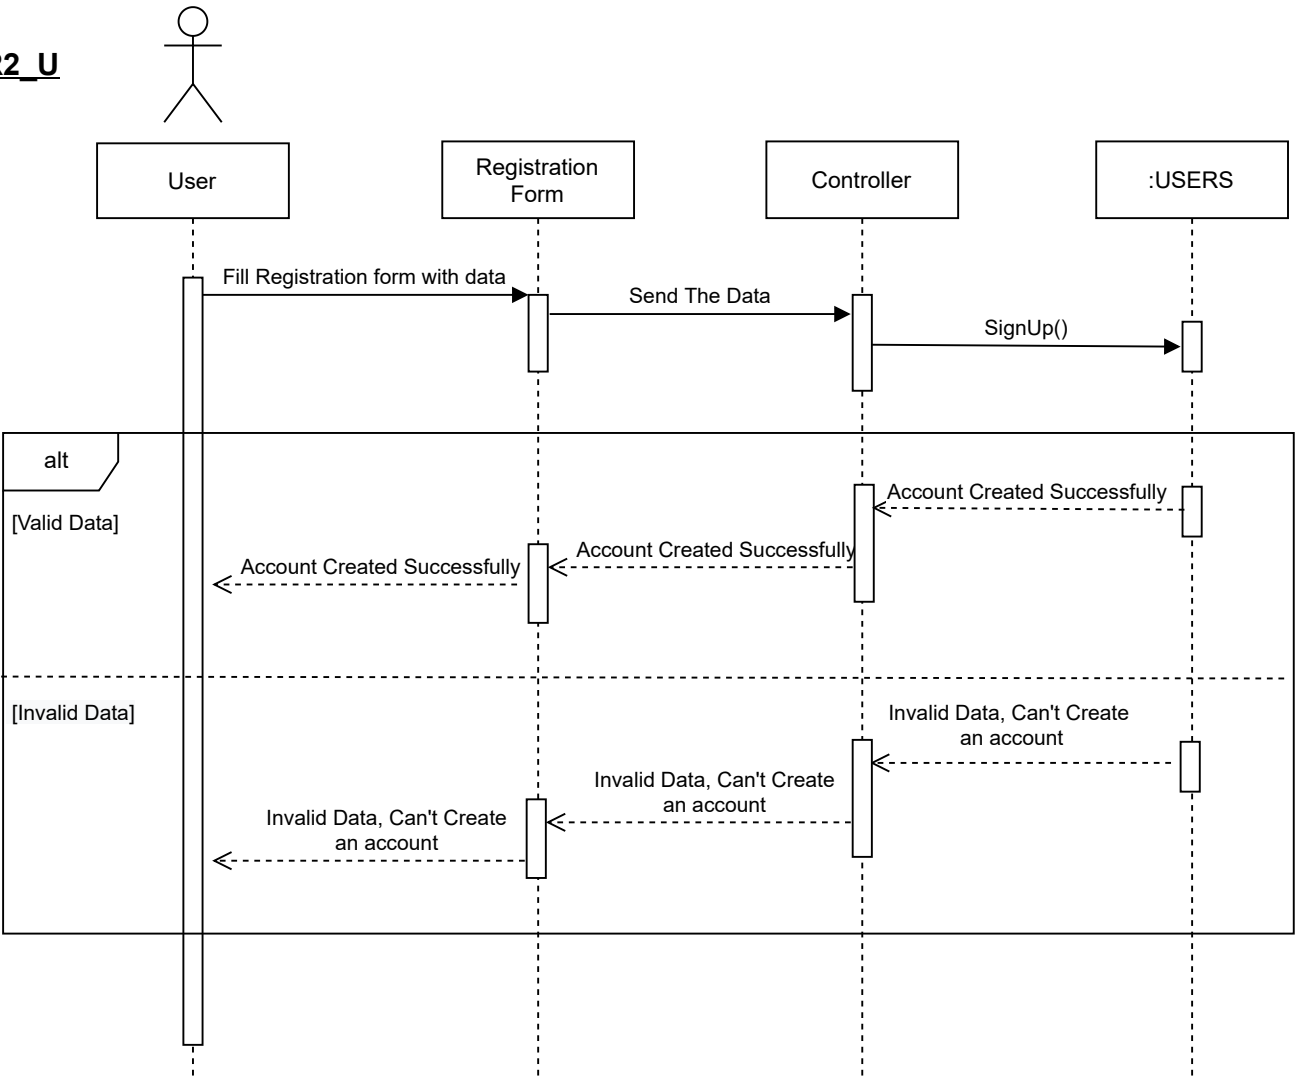 2_U
User
Registration
Form
Controller
:USERS
Fill Registration form with data
Send The Data
SignUp()
alt
[Valid Data]
Account Created Successfully
Account Created Successfully
Account Created Successfully
[Invalid Data]
Invalid Data, Can't Create
an account
Invalid Data, Can't Create
an account
Invalid Data, Can't Create
an account